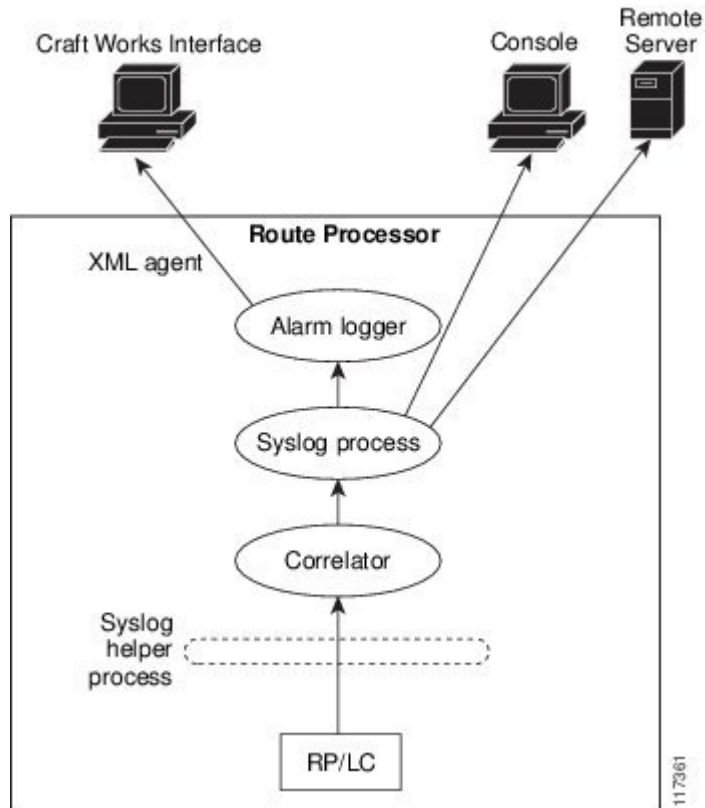 Remote
Server
Craft Works Interface
Console
Route Processor
XML agent
Alarm logger
Syslog process
Correlator
Syslog
helper
process
RP/LC
117361